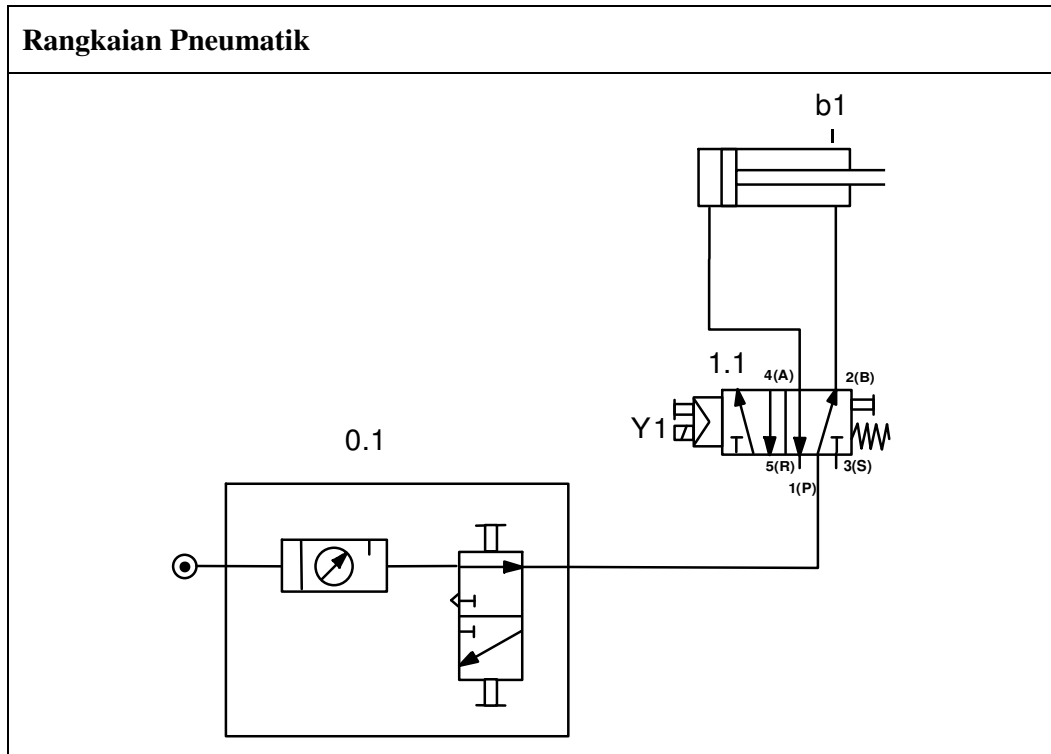 Rangkaian Pneumatik
b1
1.1
4(A)
2(B)
Y1
0.1
5(R)
3(S)
1(P)